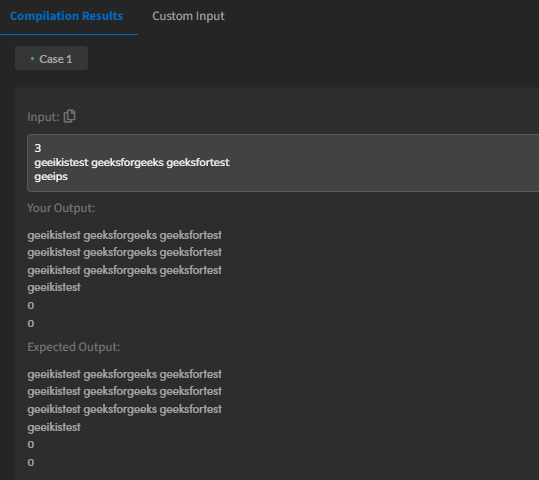 Compilation Results Custom Input
Case 1
Input:
3
geeikistest geeksforgeeks geeksfortest
geeips
Your Output:
geeikistest geeksforgeeks geeksfortest
geeikistest geeksforgeeks geeksfortest
geeikistest geeksforgeeks geeksfortest
geeikistest
0
0
Expected Output:
geeikistest geeksforgeeks geeksfortest
geeikistest geeksforgeeks geeksfortest
geeikistest geeksforgeeks geeksfortest
geeikistest
0
0